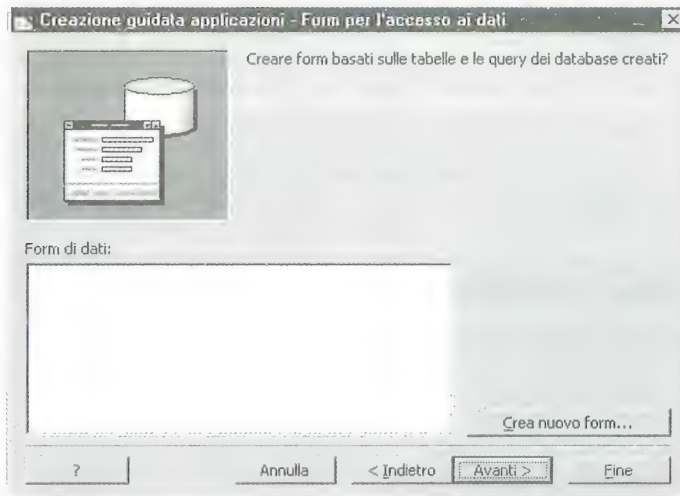 Creazione guidata applicazioni - Form per l'accesso ai dati
Creare form basati sulle tabelle e le query dei database creati?
Form di dati:
Crea nuovo form...
?
Annulla
< Indietro
Avanti >
Fine